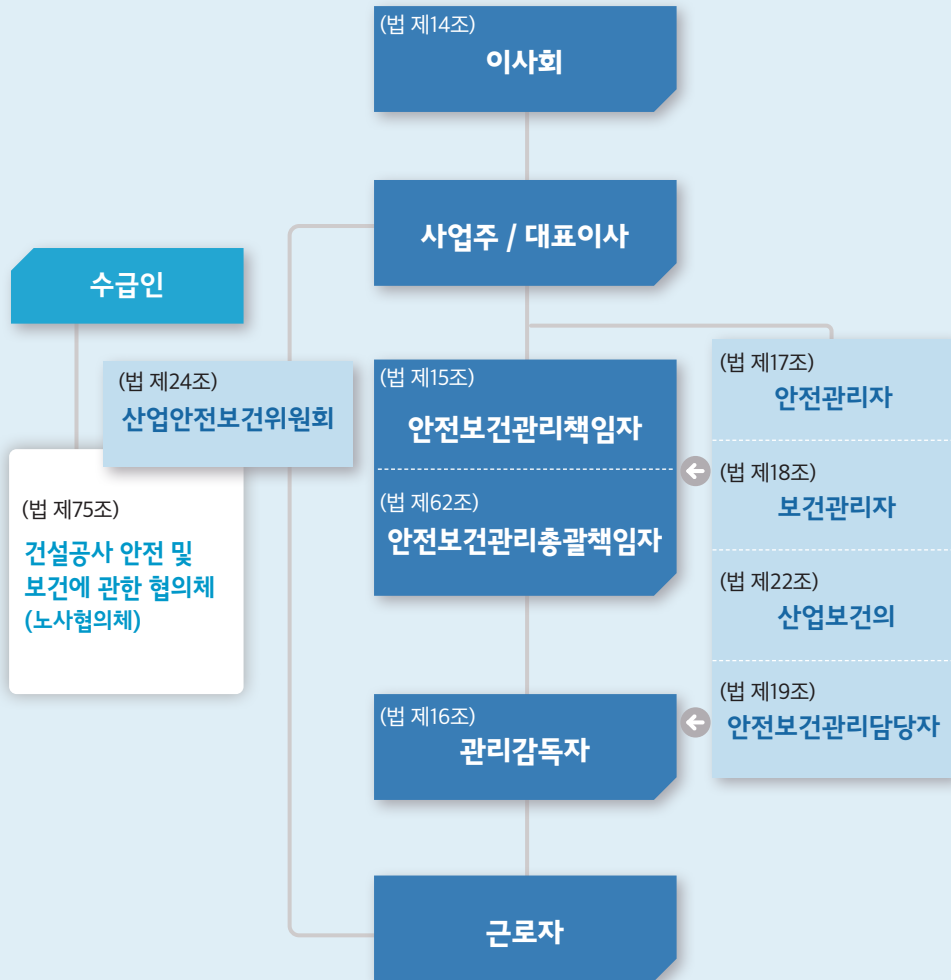 (법 제14조)
이사회
사업주 / 대표이사
수급인
(법 제24조)
산업안전보건위원회
(법 제75조)
건설공사 안전 및
보건에 관한 협의체
(노사협의체)
(법 제15조)
안전보건관리책임자
(법 제62조)
안전보건관리총괄책임자
(법 제17조)
안전관리자
(법 제18조)
보건관리자
(법 제22조)
산업보건의
(법 제19조)
안전보건관리담당자
(법 제16조)
관리감독자
근로자